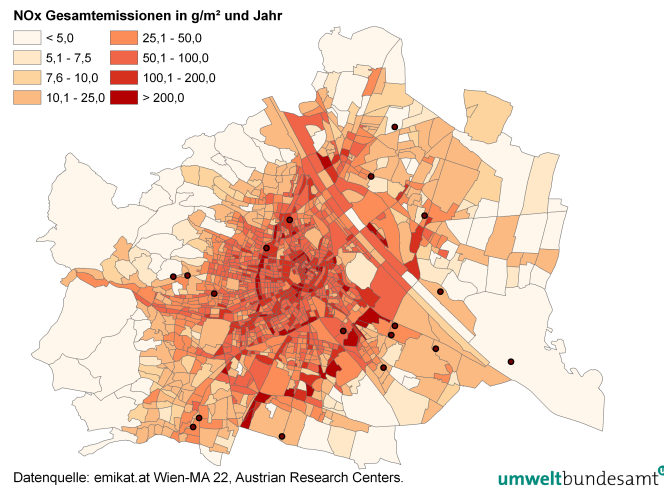 NOx Gesamtemissionen in g/m² und Jahr
< 5,0
5,1 - 7,5
7,6 - 10,0
10,1 - 25,0
25,1 - 50,0
50,1 - 100,0
100,1 - 200,0
> 200,0
Datenquelle: emikat.at Wien-MA 22, Austrian Research Centers.
umweltbundesamt